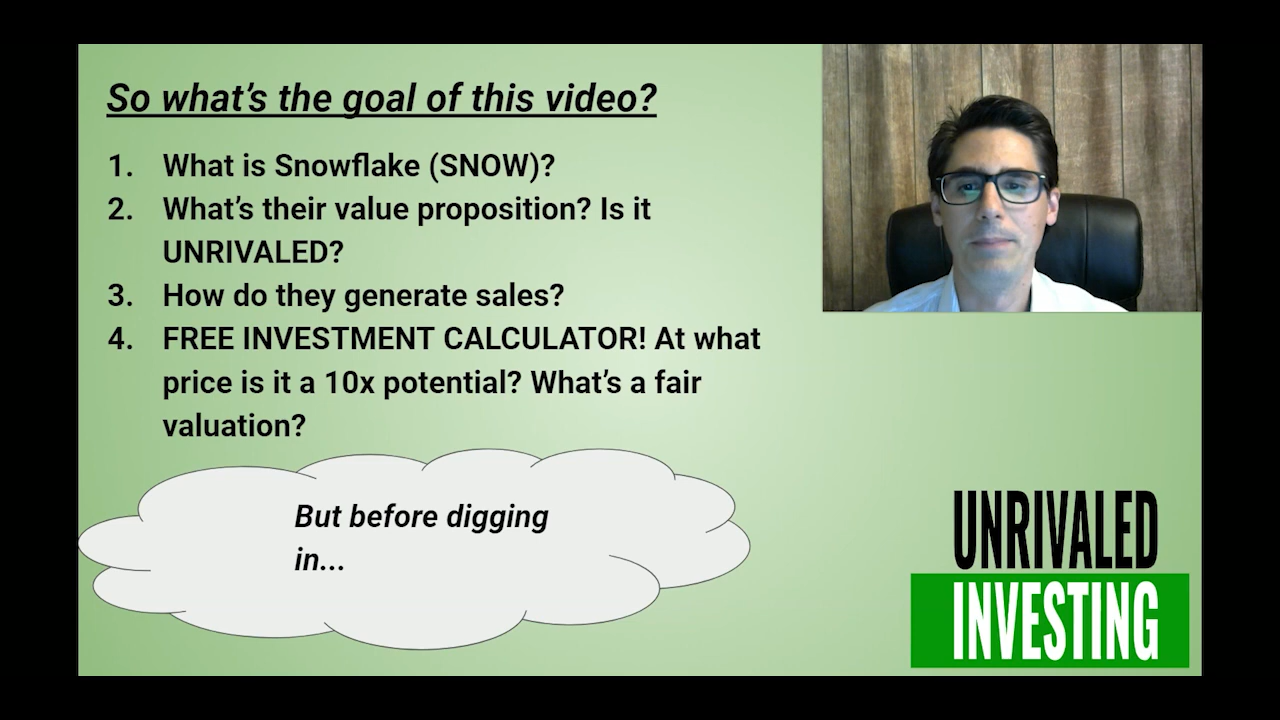 So what's the goal of this video?
1. What is Snowflake (SNOW)?
2. What's their value proposition? Is it
UNRIVALED?
3. How do they generate sales?
4. FREE INVESTMENT CALCULATOR! At what
price is it a 10x potential? What's a fair
valuation?
But before digging
in...
UNRIVALED
INVESTING